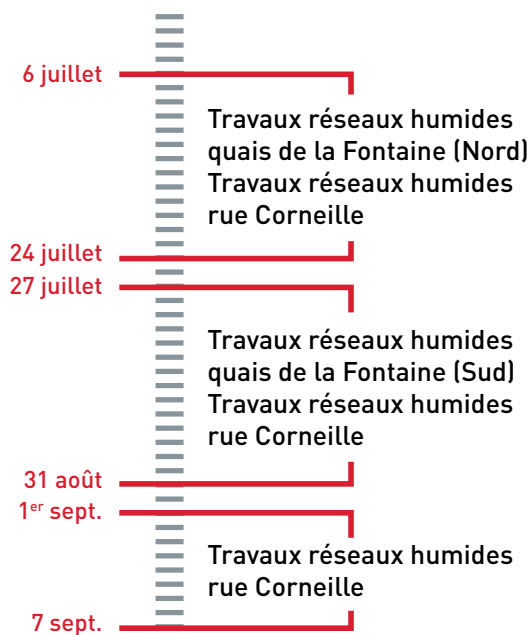 6 juillet
Travaux réseaux humides
quais de la Fontaine (Nord)
Travaux réseaux humides
rue Corneille
24 juillet
27 juillet
Travaux réseaux humides
quais de la Fontaine (Sud)
Travaux réseaux humides
rue Corneille
31 août
1er sept.
Travaux réseaux humides
rue Corneille
7 sept.